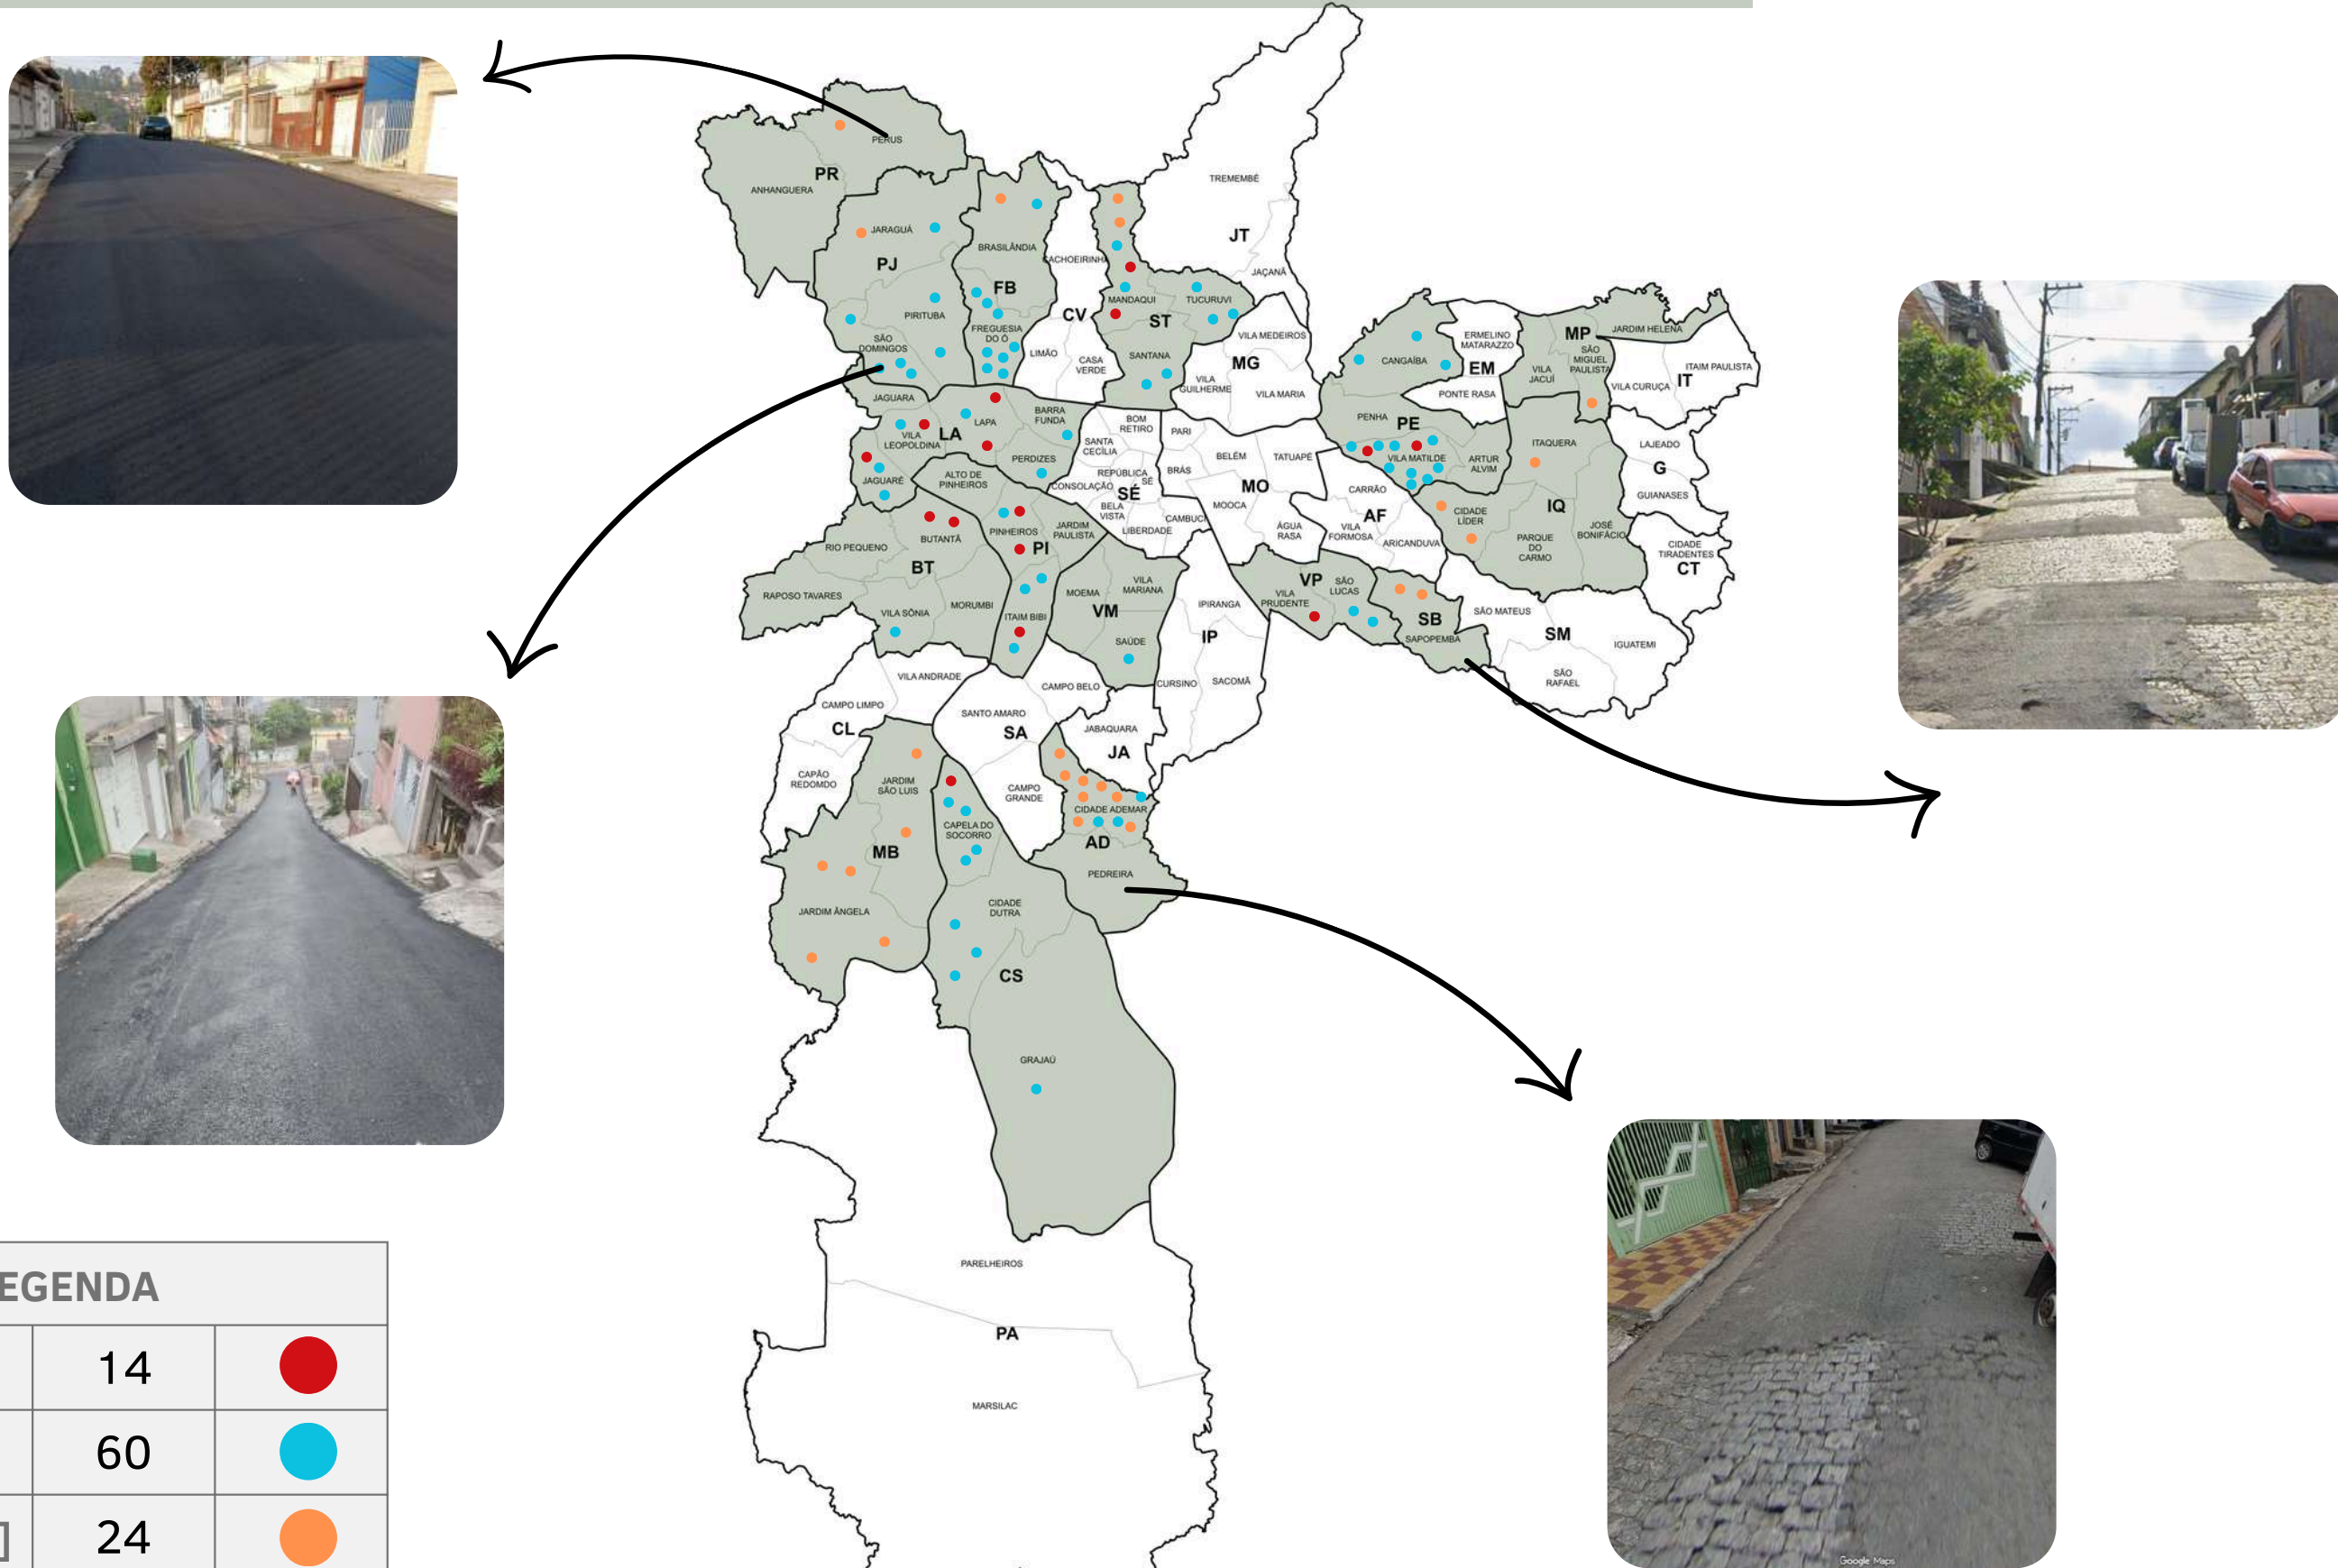 PERUS
PR
ANHANGUERA
TREMEMBÉ
JARAGUÁ
BRASILÂNDIA
JT
PJ
CACHOEIRINHA
JAÇANÃ
FB
MANDAQUI
TUCURUVI
PIRITUBA
CV
ST
FREGUESIA
DO Ó
SÃO
DOMINGOS
LIMÃO
CASA
VERDE
SANTANA
VILA MEDEIROS
MG
VILA
GUILHERME
VILA MARIA
ERMELINO
MATARAZZO
MP
JARDIM HELENA
SÃO
MIGUEL
PAULISTA
CANGAÍBA
EM
VILA
JACUÍ
ITAIM PAULISTA
IT
VILA CURUÇA
PONTE RASA
JAGUARA
LAPA
BARRA
FUNDA
BOM
RETIRO
PARI
PENHA
PE
VILA
LEOPOLDINA
LA
SANTA
CECÍLIA
ITAQUERA
LAJEADO
PERDIZES
BELÉM
TATUAPÉ
VILA MATILDE
ARTUR
ALVIM
G
JAGUARÉ
ALTO DE
PINHEIROS
REPÚBLICA
SÉ
BRÁS
CONSOLAÇÃO
SÉ
MO
CARRÃO
GUIANASES
BELA
VISTA
CAMBUCI
MOOCA
AF
CIDADE
LÍDER
IQ
PINHEIROS
JARDIM
PAULISTA
LIBERDADE
ÁGUA
RASA
VILA
FORMOSA
JOSÉ
BONIFÁCIO
RIO PEQUENO
BUTANTÃ
PI
ARICANDUVA
PARQUE
DO
CARMO
CIDADE
TIRADENTES
CT
BT
RAPOSO TAVARES
MORUMBI
MOEMA
VILA
MARIANA
VP
SÃO
LUCAS
VILA
PRUDENTE
VILA SÔNIA
ITAIM BIBI
VM
IPIRANGA
SB
SÃO MATEUS
SAÚDE
IP
SAPOPEMBA
SM
IGUATEMI
VILA ANDRADE
CAMPO BELO
CURSINO
SACOMÃ
SÃO
RAFAEL
CAMPO LIMPO
SANTO AMARO
CL
SA
JABAQUARA
JA
CAPÃO
REDOMDO
JARDIM
SÃO LUIS
CAMPO
GRANDE
CIDADE ADEMAR
CAPELA DO
SOCORRO
MB
AD
PEDREIRA
JARDIM ÂNGELA
CIDADE
DUTRA
CS
GRAJAÚ
PARELHEIROS
PA
MARSILAC
EGENDA
14
60
] 24
Google Maps